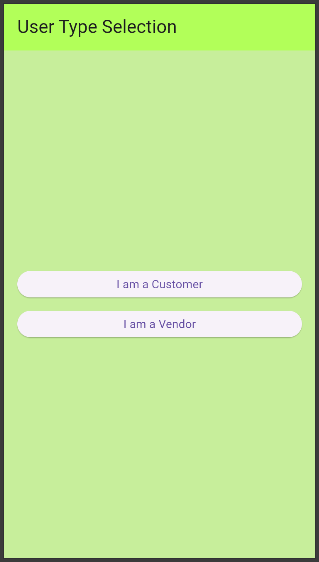 User Type Selection
I am a Customer
I am a Vendor